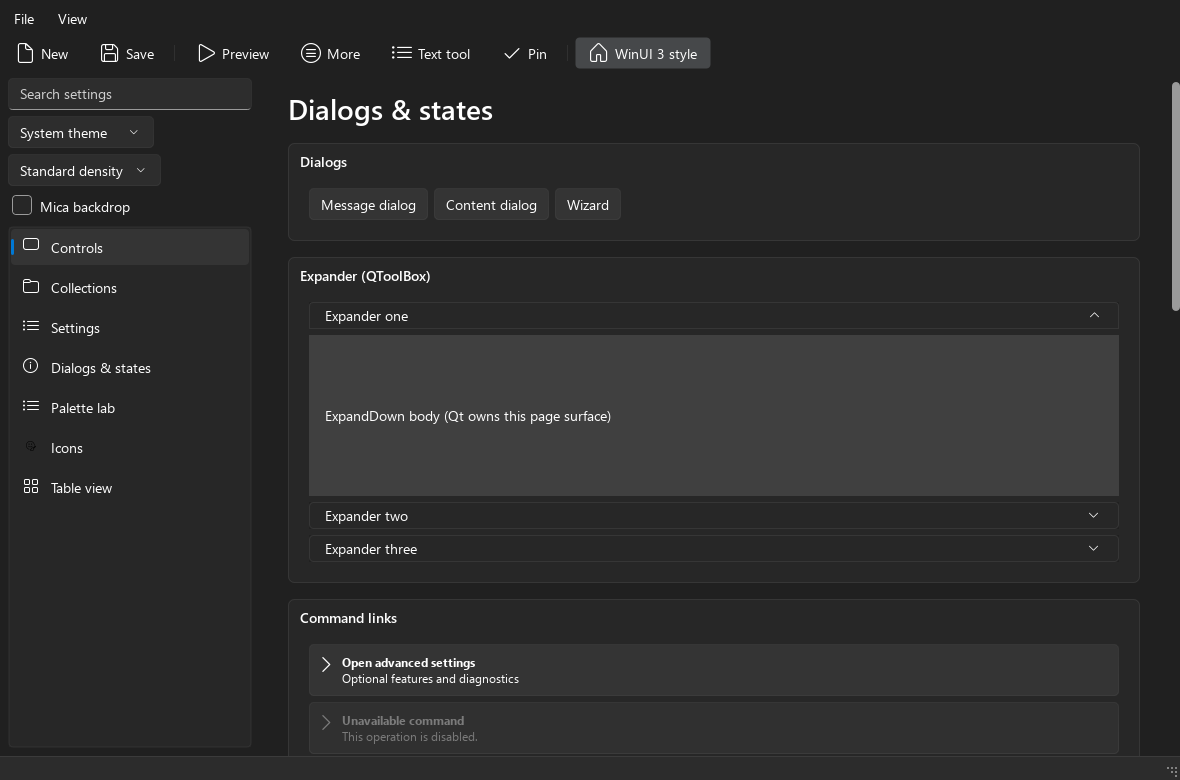 File View
New Save Preview More Text tool Pin WinUI 3 style
Search settings
System theme
Standard density
Mica backdrop
Controls
Collections
Settings
Dialogs & states
Palette lab
Icons
Table view
Dialogs & states
Dialogs
Message dialog Content dialog Wizard
Expander (QToolBox)
Expander one
ExpandDown body (Qt owns this page surface)
Expander two
Expander three
Command links
Open advanced settings
Optional features and diagnostics
Unavailable command
This operation is disabled.